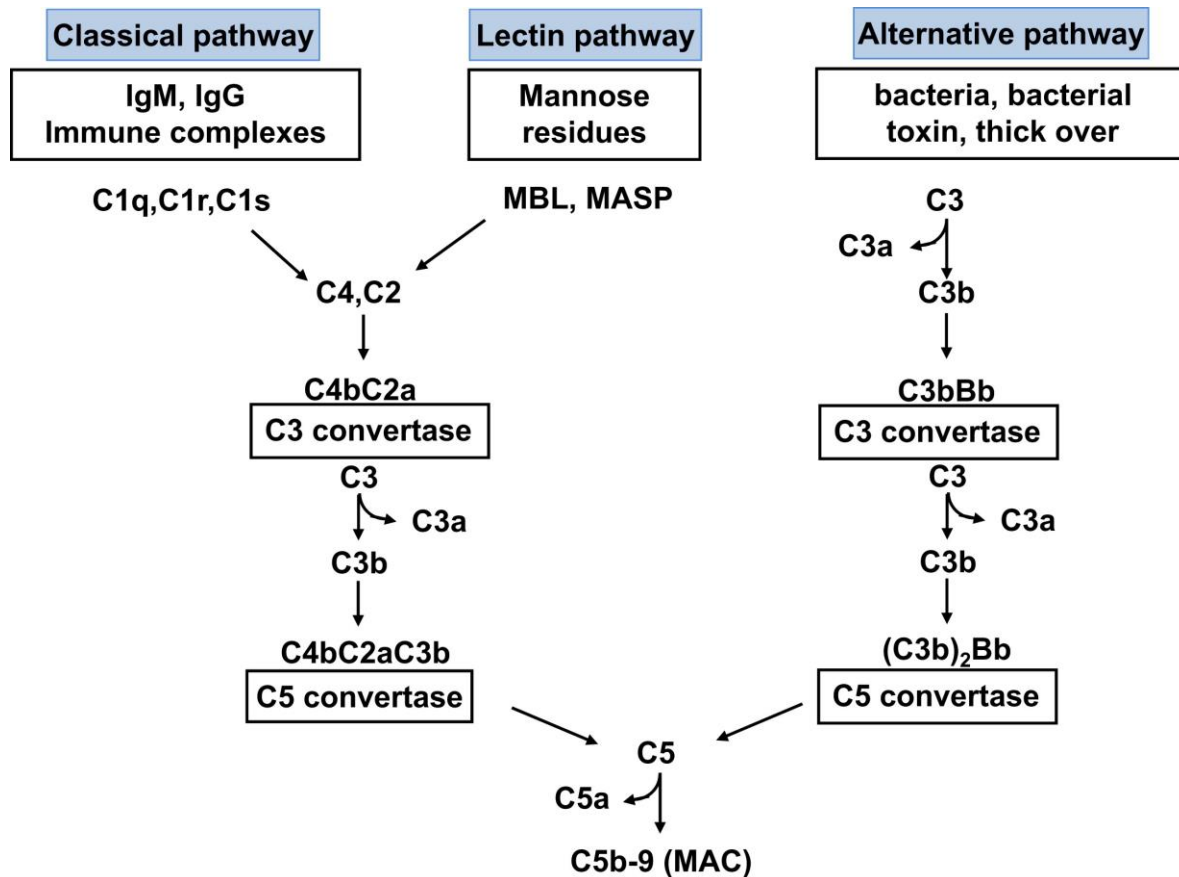 Classical pathway
Lectin pathway
Alternative pathway
IgM, IgG
Immune complexes
Mannose
residues
bacteria, bacterial
toxin, thick over
C1q,C1r,C1s
MBL, MASP
C3
C3a
C3b
C4,C2
C4bC2a
C3 convertase
C3
C3a
C3b
C4bC2aC3b
C5 convertase
C3bBb
C3 convertase
C3
C3a
C3b
(C3b)₂Bb
C5 convertase
C5
C5a
C5b-9 (MAC)